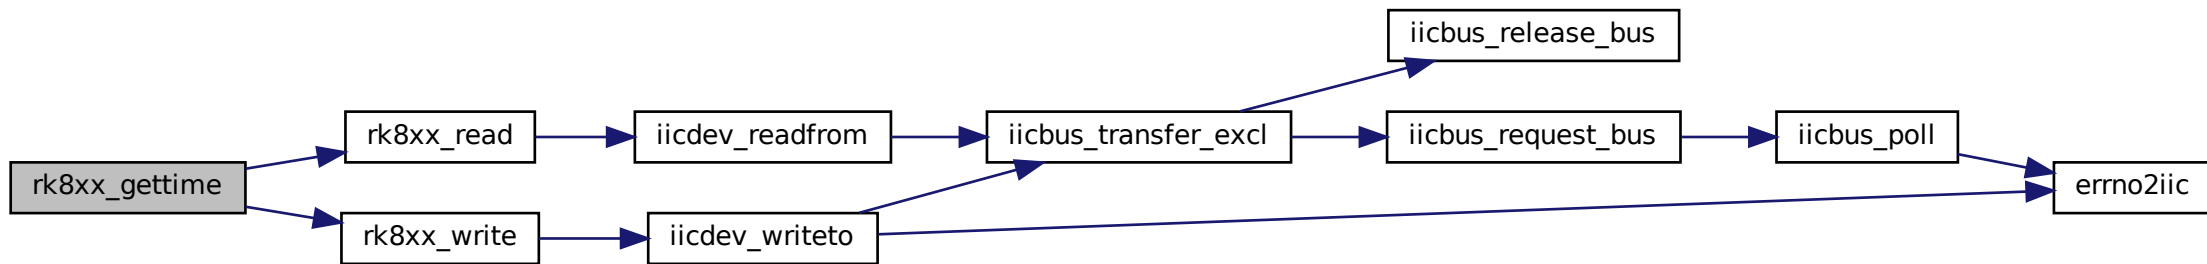 rk8xx_gettime
rk8xx_read
rk8xx_write
iicdev_readfrom
iicdev_writeto
iicbus_transfer_excl
iicbus_release_bus
iicbus_request_bus
iicbus_poll
errno2iic